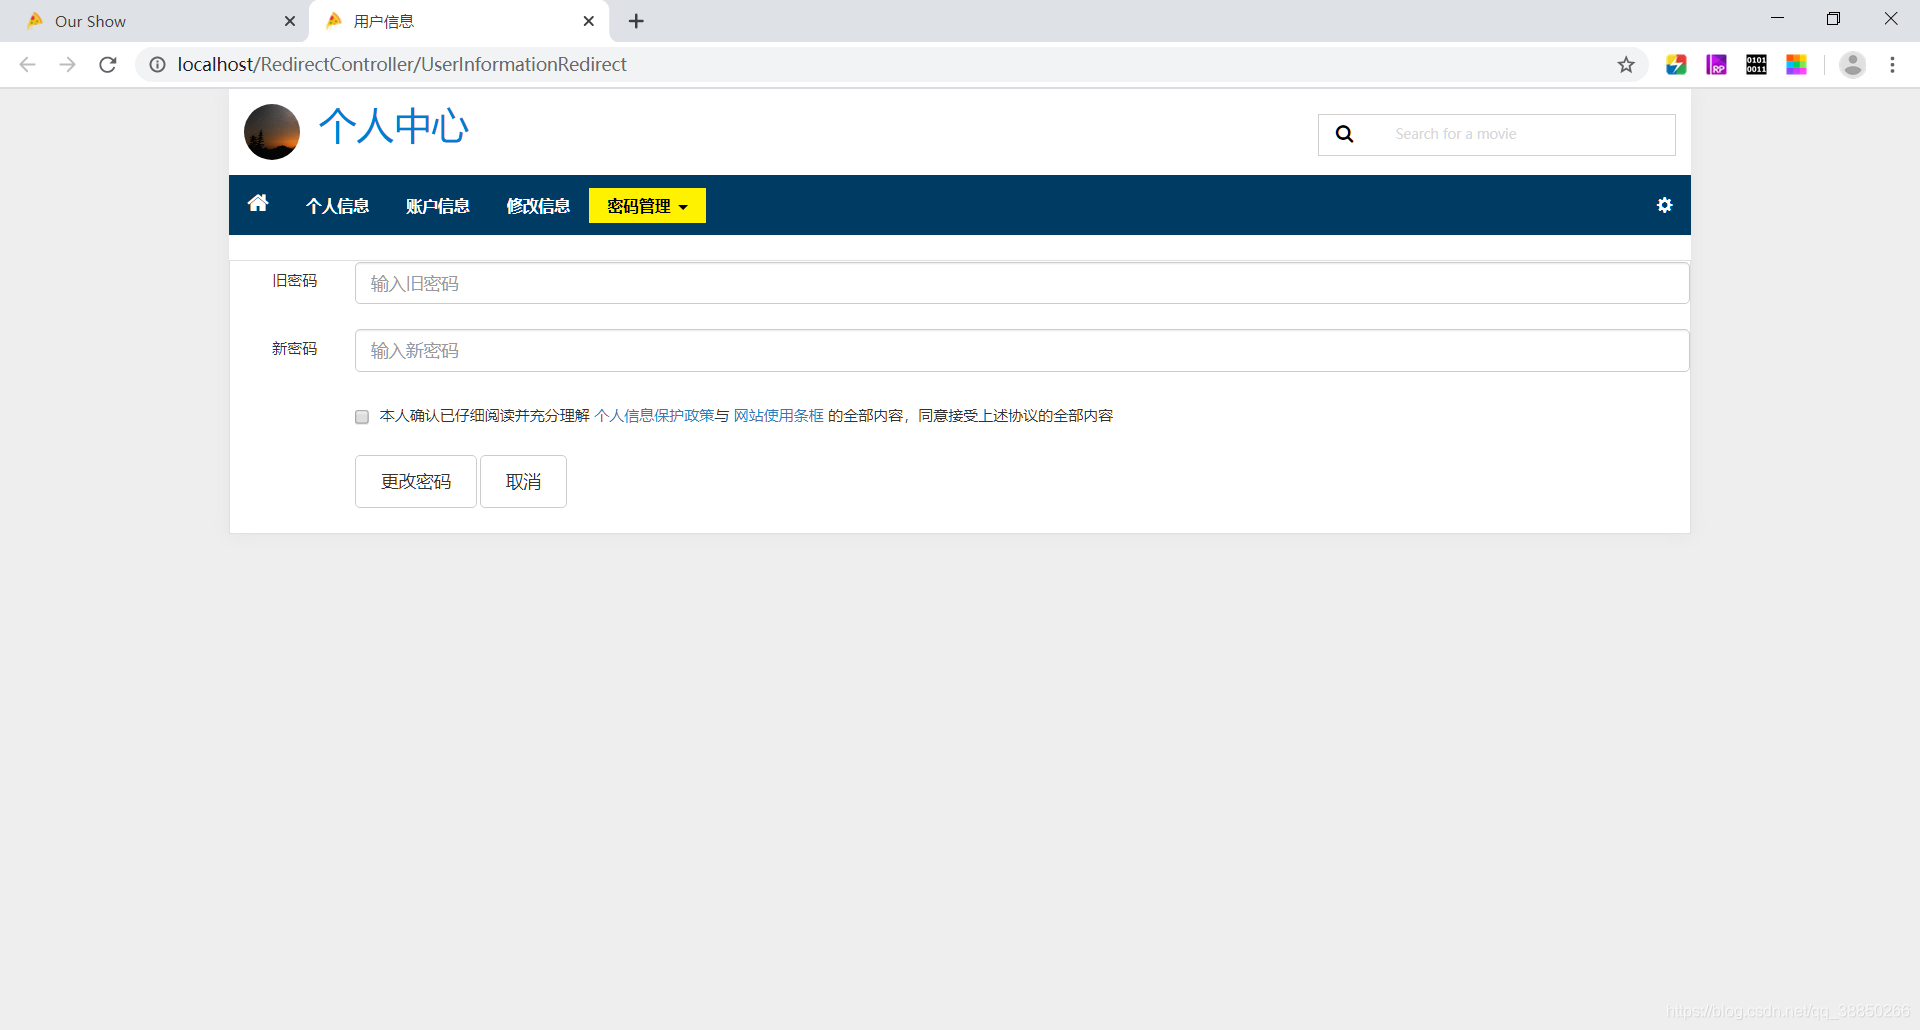 Our Show
用户信息
localhost/RedirectController/UserInformationRedirect
RP
0101
0011
个人中心
Search for a movie
个人信息
账户信息
修改信息
密码管理
旧密码
输入旧密码
新密码
输入新密码
本人确认已仔细阅读并充分理解 个人信息保护政策与 网站使用条框 的全部内容，同意接受上述协议的全部内容
更改密码
取消
https://blog.csdn.net/qq_38850266